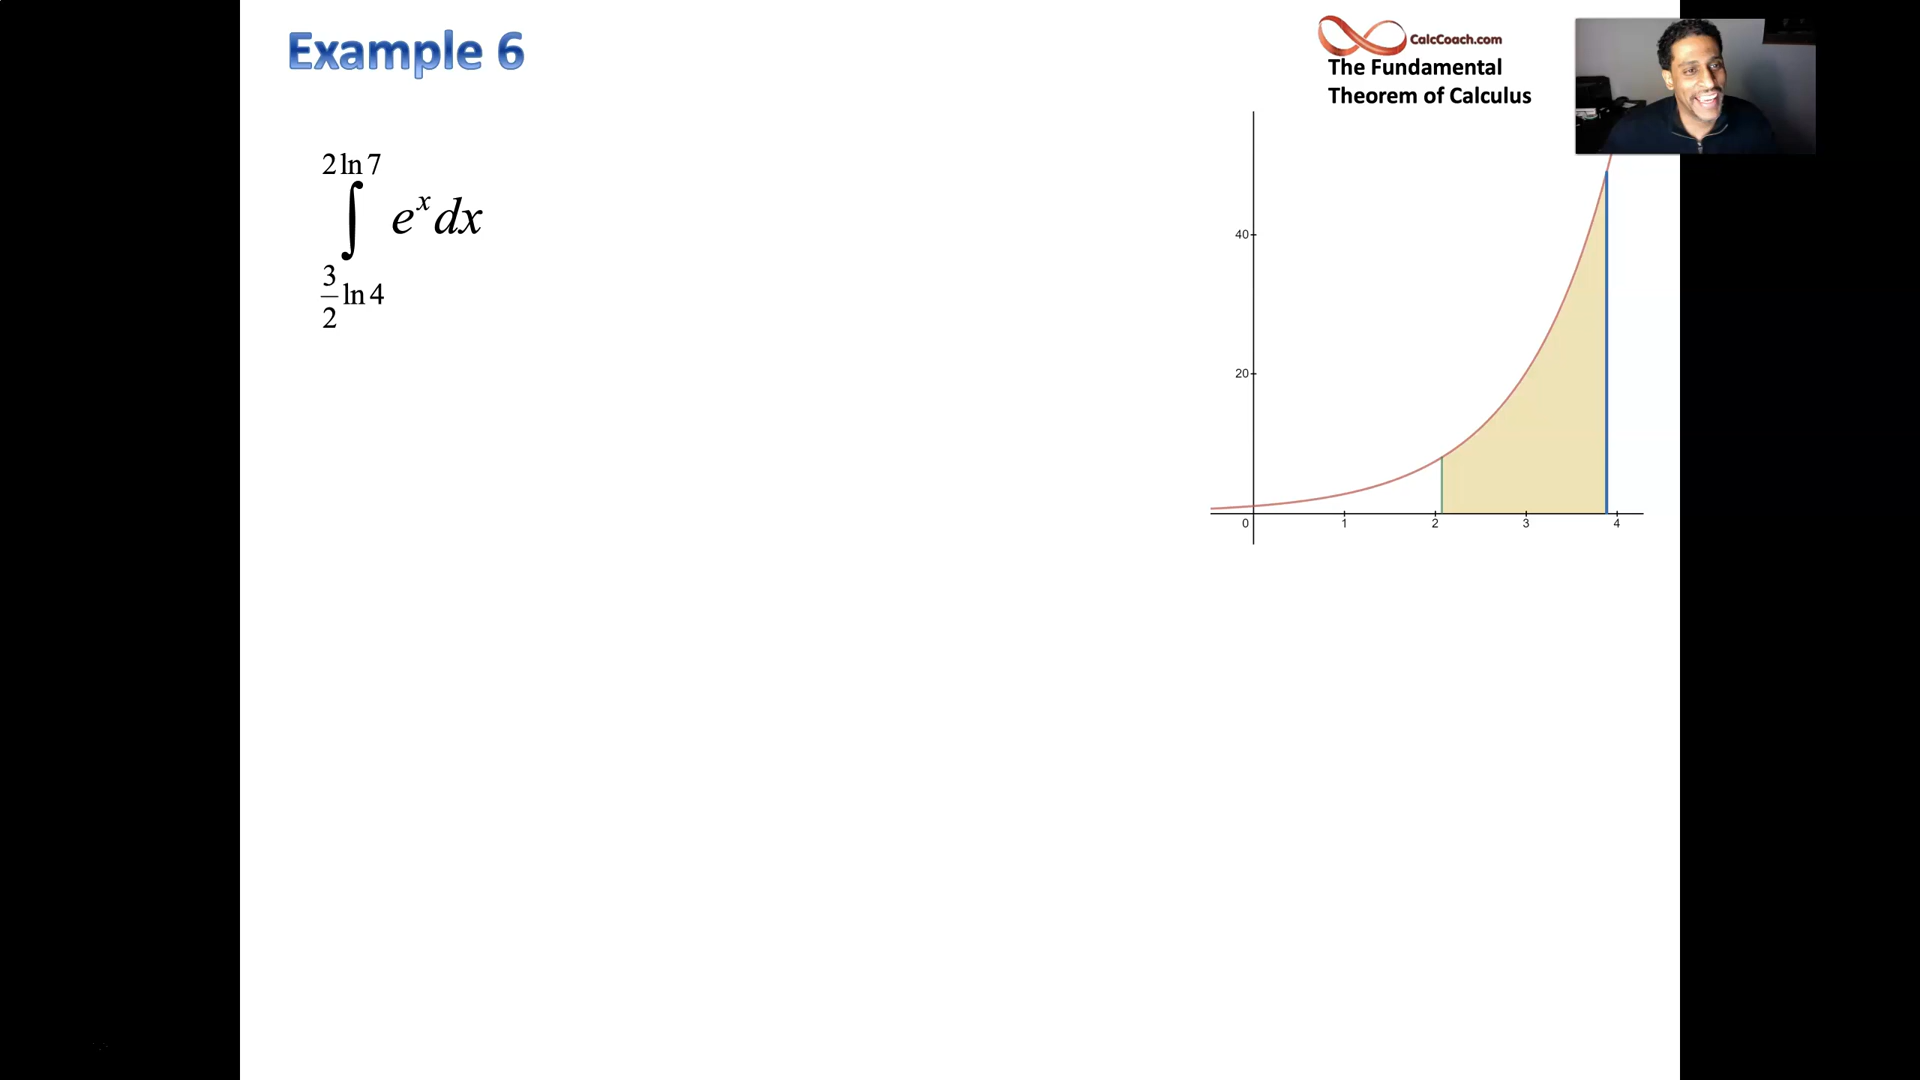 Example 6
CalcCoach.com
The Fundamental
Theorem of Calculus
2 ln 7
∫ e^x dx
3/2 ln 4
40
20
0 1 2 3 4